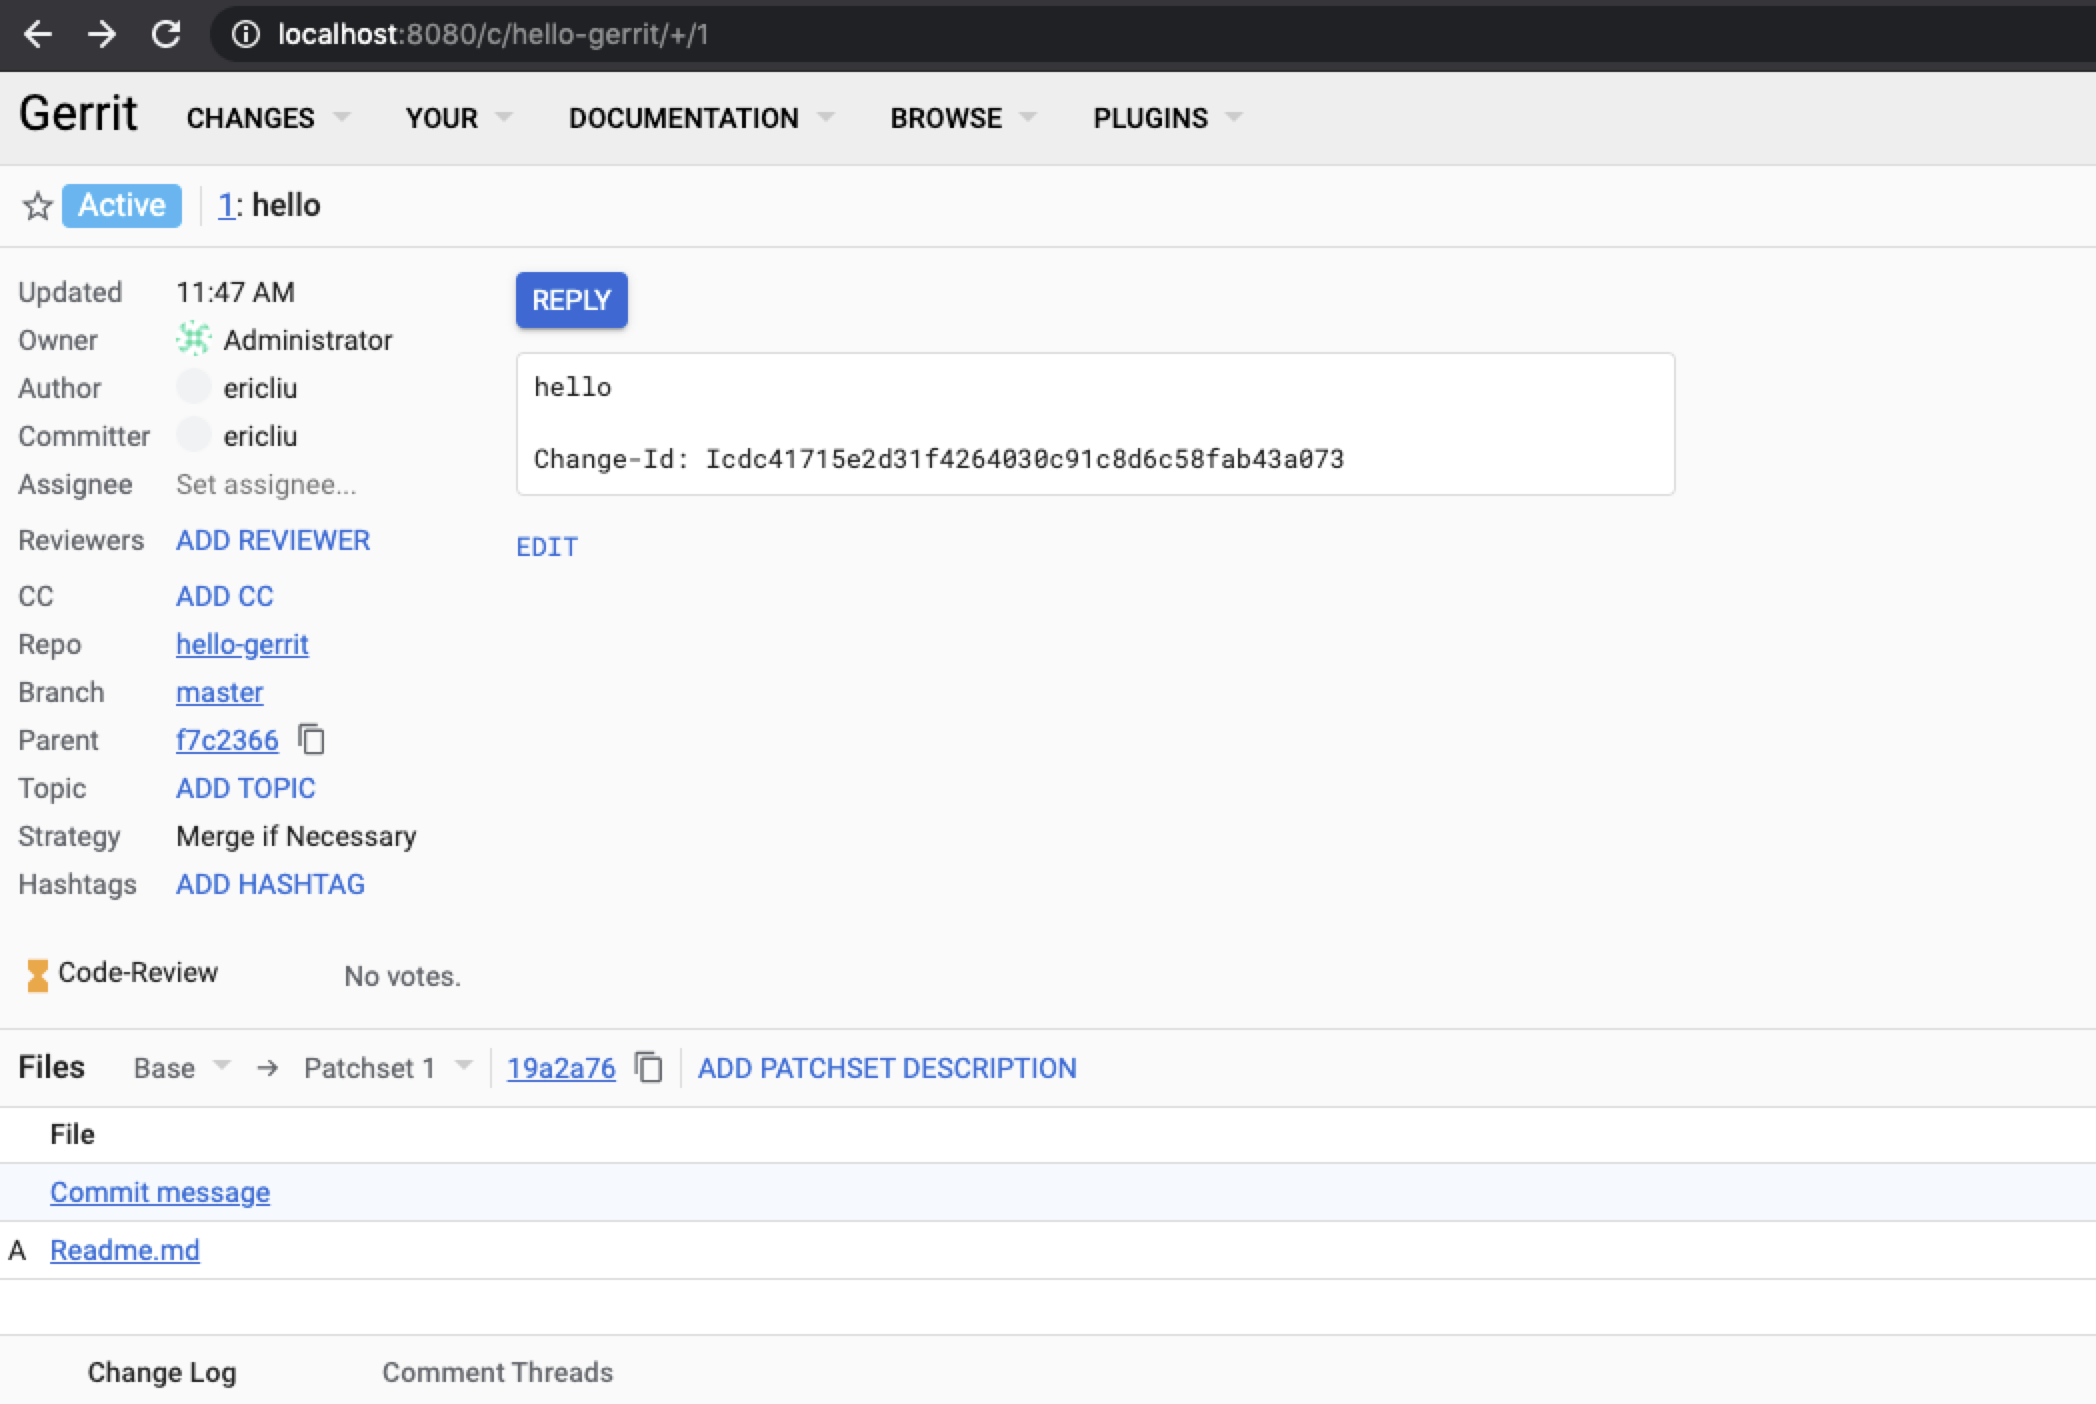 localhost:8080/c/hello-gerrit/+/1
Gerrit CHANGES YOUR DOCUMENTATION BROWSE PLUGINS
Active 1: hello
Updated 11:47 AM
Owner Administrator
Author ericliu
Committer ericliu
Assignee Set assignee...
Reviewers ADD REVIEWER
CC ADD CC
Repo hello-gerrit
Branch master
Parent f7c2366
Topic ADD TOPIC
Strategy Merge if Necessary
Hashtags ADD HASHTAG
REPLY
hello
Change-Id: Icdc41715e2d31f4264030c91c8d6c58fab43a073
EDIT
Code-Review No votes.
Files Base → Patchset 1 19a2a76 ADD PATCHSET DESCRIPTION
File
Commit message
A Readme.md
Change Log Comment Threads